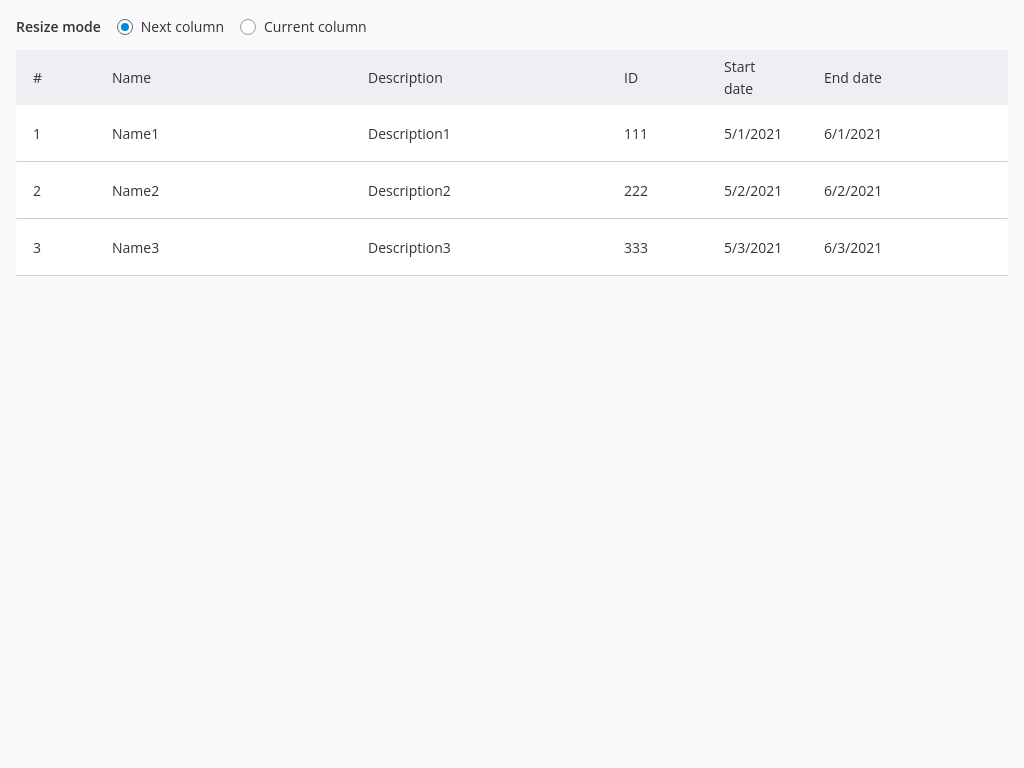 Resize mode Next column Current column
# Name Description ID Start date End date
1 Name1 Description1 111 5/1/2021 6/1/2021
2 Name2 Description2 222 5/2/2021 6/2/2021
3 Name3 Description3 333 5/3/2021 6/3/2021